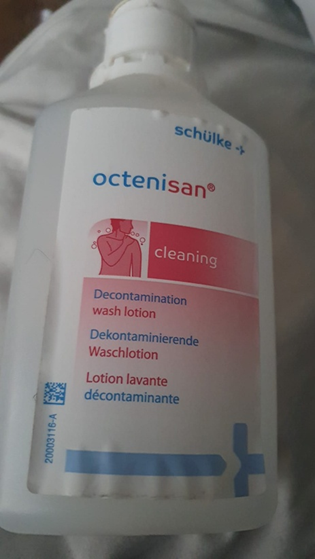 schülke
octenisan®
cleaning
Decontamination
wash lotion
Dekontaminierende
Waschlotion
Lotion lavante
décontaminante
20003116-A